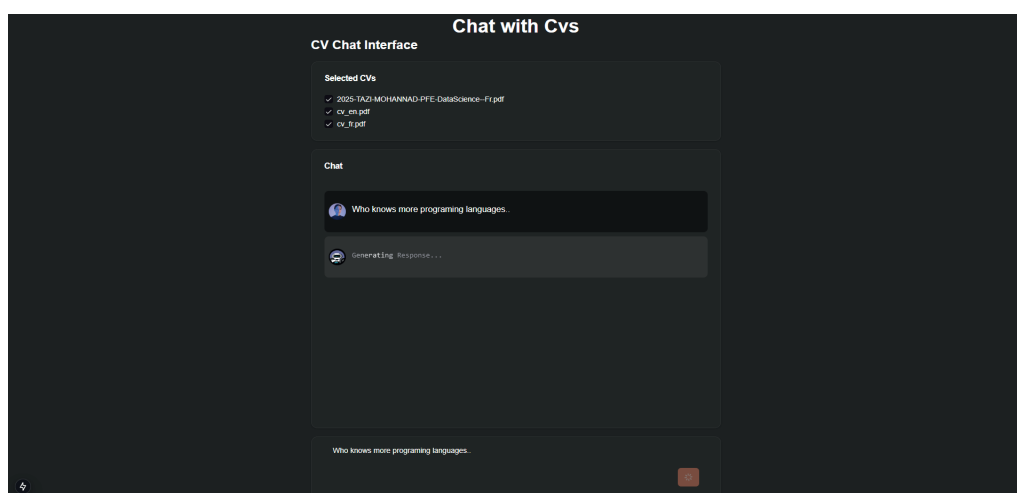 Chat with Cvs
CV Chat Interface
Selected CVs
2025-TAZI-MOHANNAD-PFE-DataScience--Fr.pdf
cv_en.pdf
cv_fr.pdf
Chat
Who knows more programing languages..
Generating Response...
Who knows more programing languages..